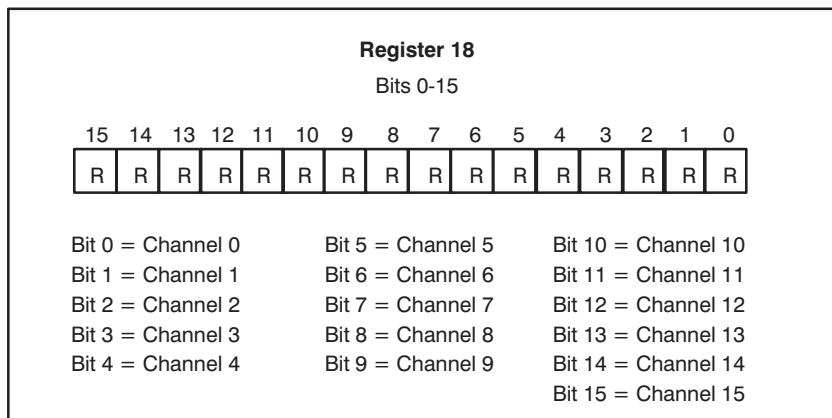 Register 18
Bits 0-15
15 14 13 12 11 10 9 8 7 6 5 4 3 2 1 0
R R R R R R R R R R R R R R R R
Bit 0 = Channel 0
Bit 1 = Channel 1
Bit 2 = Channel 2
Bit 3 = Channel 3
Bit 4 = Channel 4
Bit 5 = Channel 5
Bit 6 = Channel 6
Bit 7 = Channel 7
Bit 8 = Channel 8
Bit 9 = Channel 9
Bit 10 = Channel 10
Bit 11 = Channel 11
Bit 12 = Channel 12
Bit 13 = Channel 13
Bit 14 = Channel 14
Bit 15 = Channel 15